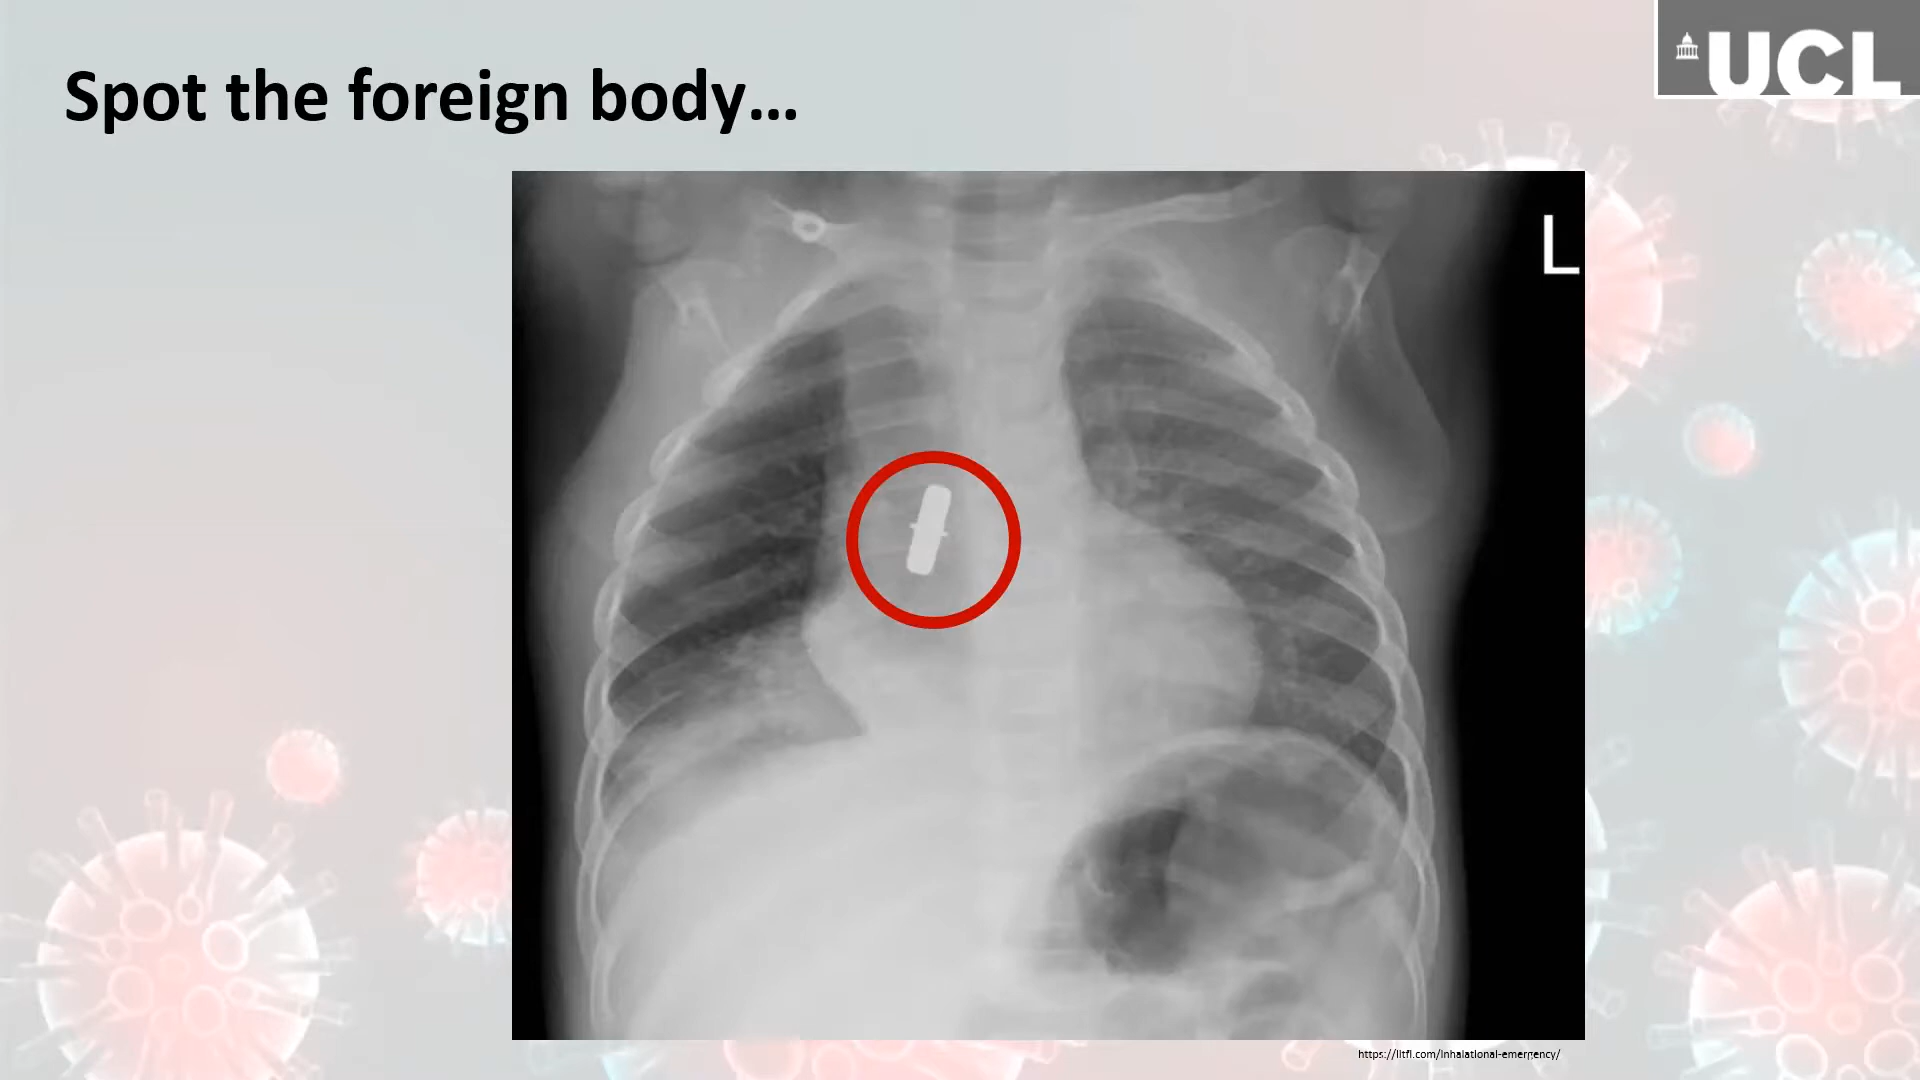 UCL
Spot the foreign body...
L
https://litfl.com/inhalational-emergency/